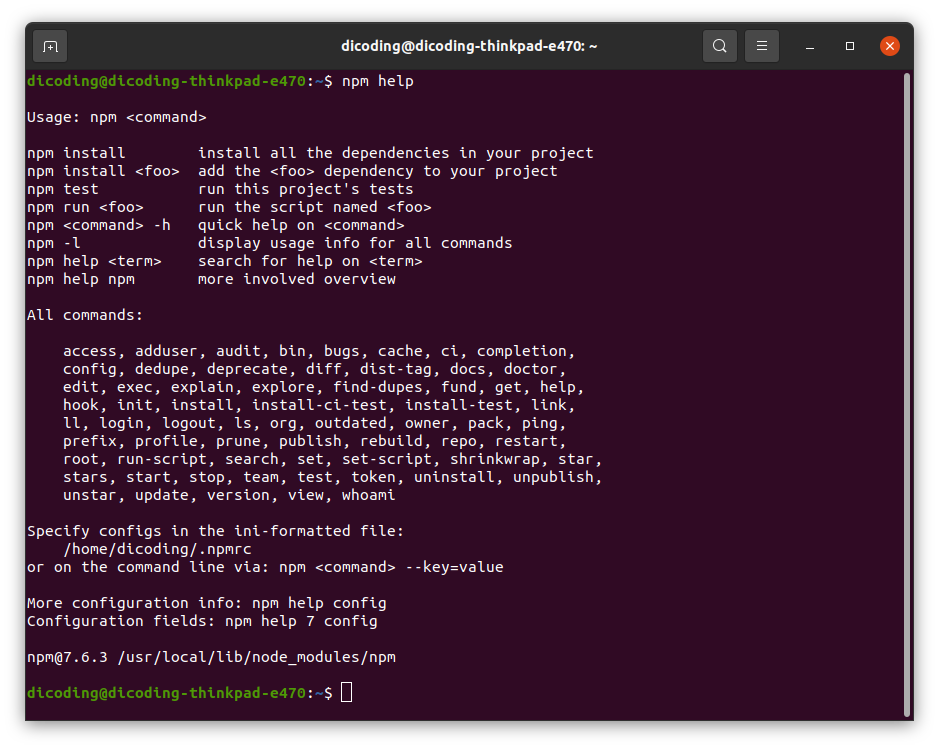 dicoding@dicoding-thinkpad-e470: ~
dicoding@dicoding-thinkpad-e470:~$ npm help

Usage: npm <command>

npm install        install all the dependencies in your project
npm install <foo>  add the <foo> dependency to your project
npm test           run this project's tests
npm run <foo>      run the script named <foo>
npm <command> -h   quick help on <command>
npm -l             display usage info for all commands
npm help <term>    search for help on <term>
npm help npm       more involved overview

All commands:

    access, adduser, audit, bin, bugs, cache, ci, completion,
    config, dedupe, deprecate, diff, dist-tag, docs, doctor,
    edit, exec, explain, explore, find-dupes, fund, get, help,
    hook, init, install, install-ci-test, install-test, link,
    ll, login, logout, ls, org, outdated, owner, pack, ping,
    prefix, profile, prune, publish, rebuild, repo, restart,
    root, run-script, search, set, set-script, shrinkwrap, star,
    stars, start, stop, team, test, token, uninstall, unpublish,
    unstar, update, version, view, whoami

Specify configs in the ini-formatted file:
    /home/dicoding/.npmrc
or on the command line via: npm <command> --key=value

More configuration info: npm help config
Configuration fields: npm help 7 config

npm@7.6.3 /usr/local/lib/node_modules/npm

dicoding@dicoding-thinkpad-e470:~$